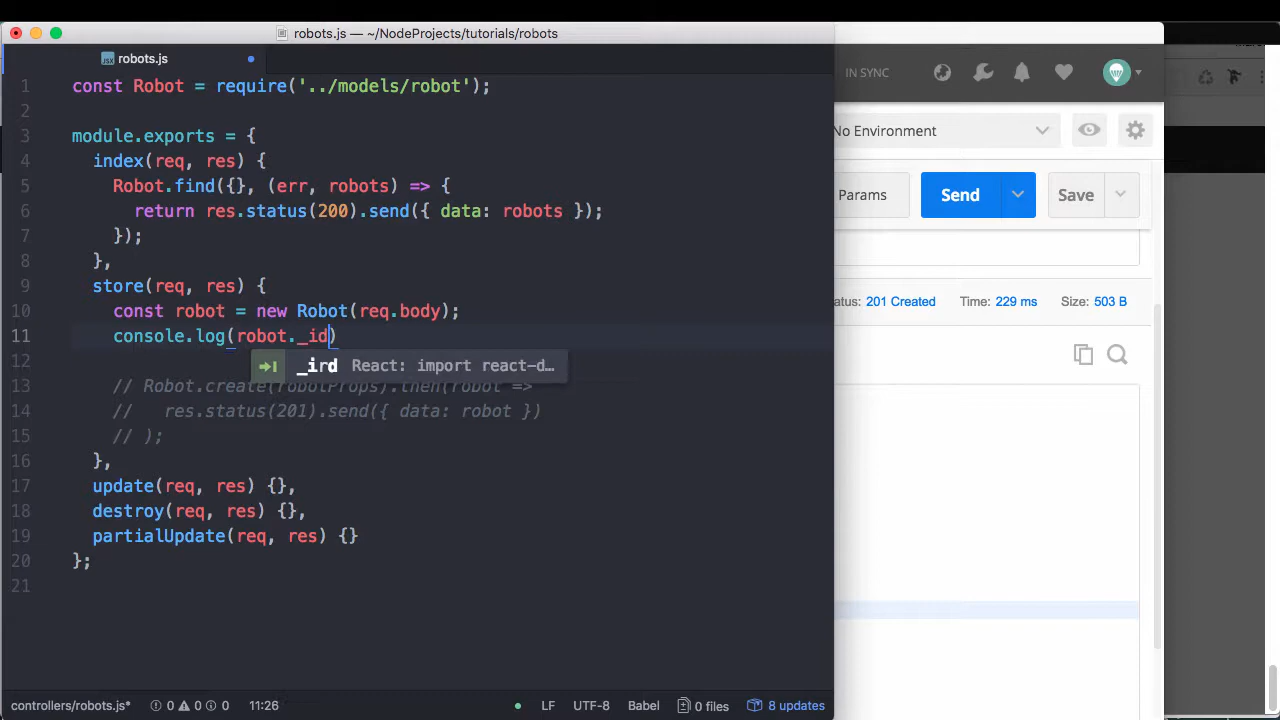 robots.js — ~/NodeProjects/tutorials/robots
robots.js
1 const Robot = require('../models/robot');
2
3 module.exports = {
4 index(req, res) {
5 Robot.find({}, (err, robots) => {
6 return res.status(200).send({ data: robots });
7 });
8 },
9 store(req, res) {
10 const robot = new Robot(req.body);
11 console.log(robot._id)
12
_ird React: import react-d…
13 // Robot.create(robotProps).then(robot =>
14 // res.status(201).send({ data: robot })
15 // );
16 },
17 update(req, res) {},
18 destroy(req, res) {},
19 partialUpdate(req, res) {}
20 };
21
controllers/robots.js* 0 0 0 11:26 LF UTF-8 Babel 0 files 8 updates
IN SYNC
No Environment
Params Send Save
atus: 201 Created Time: 229 ms Size: 503 B